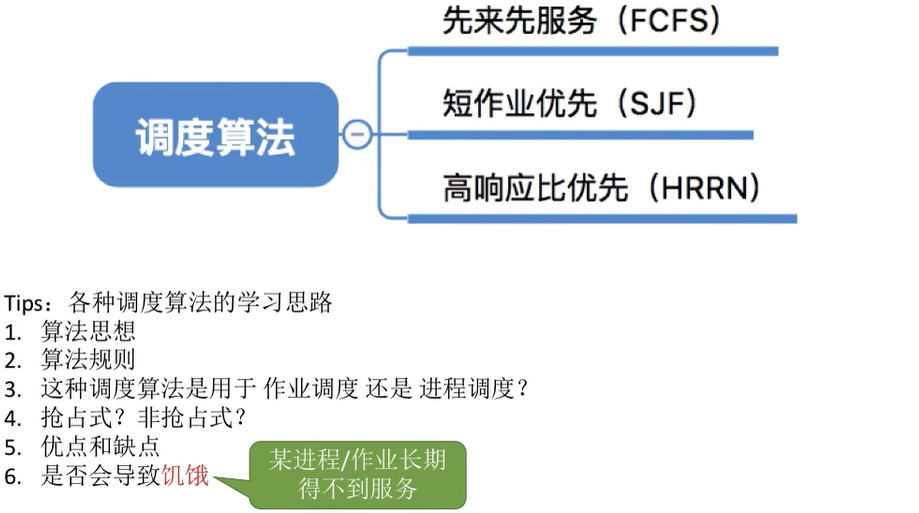 先来先服务（FCFS）
短作业优先（SJF）
调度算法
高响应比优先（HRRN）
Tips：各种调度算法的学习思路
1. 算法思想
2. 算法规则
3. 这种调度算法是用于 作业调度 还是 进程调度？
4. 抢占式？非抢占式？
5. 优点和缺点
6. 是否会导致饥饿
某进程/作业长期
得不到服务